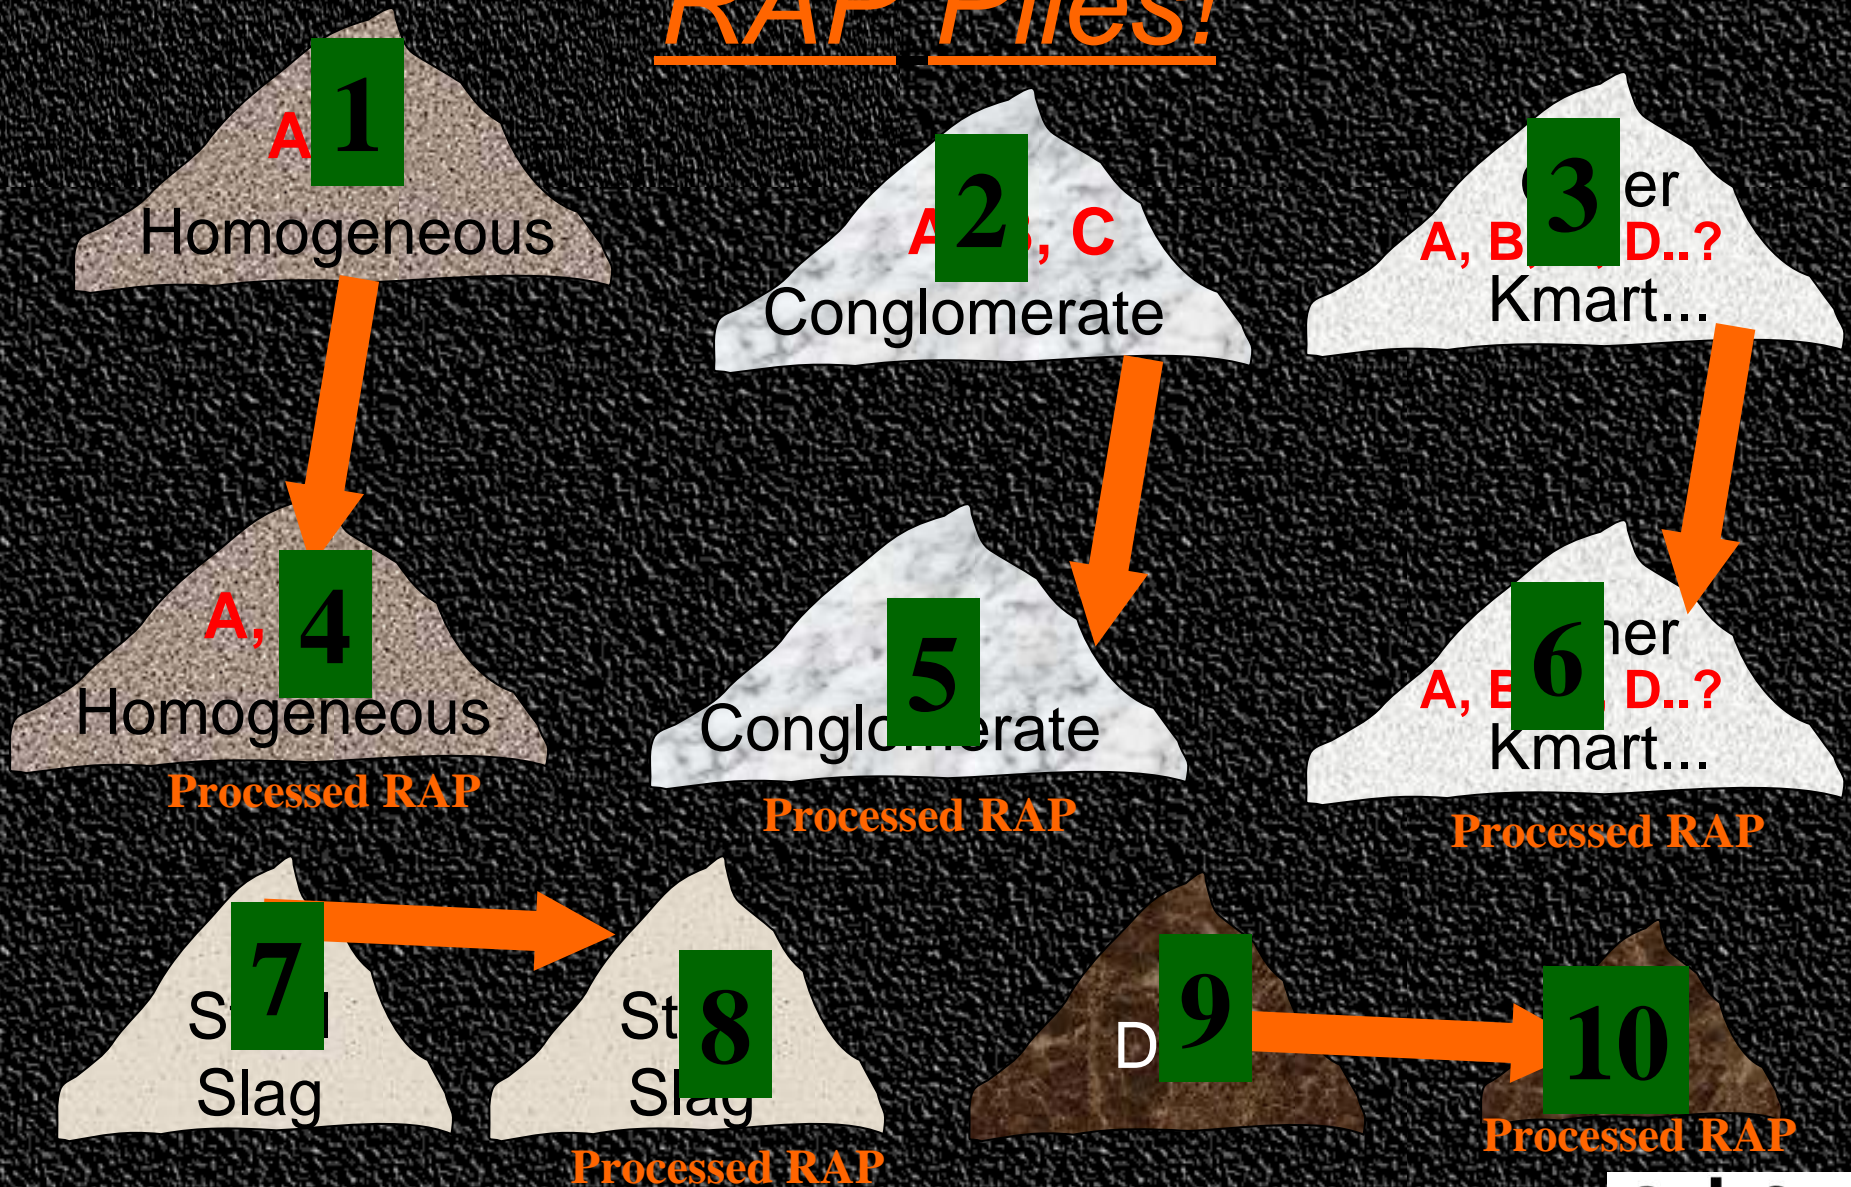 RAP Piles!
1
A
Homogeneous
2
C
Conglomerate
3
A, D..?
Kmart...
4
A,
Homogeneous
Processed RAP
5
Conglomerate
Processed RAP
6
A, D..?
Kmart...
Processed RAP
7
Slag
8
Slag
Processed RAP
9
10
Processed RAP